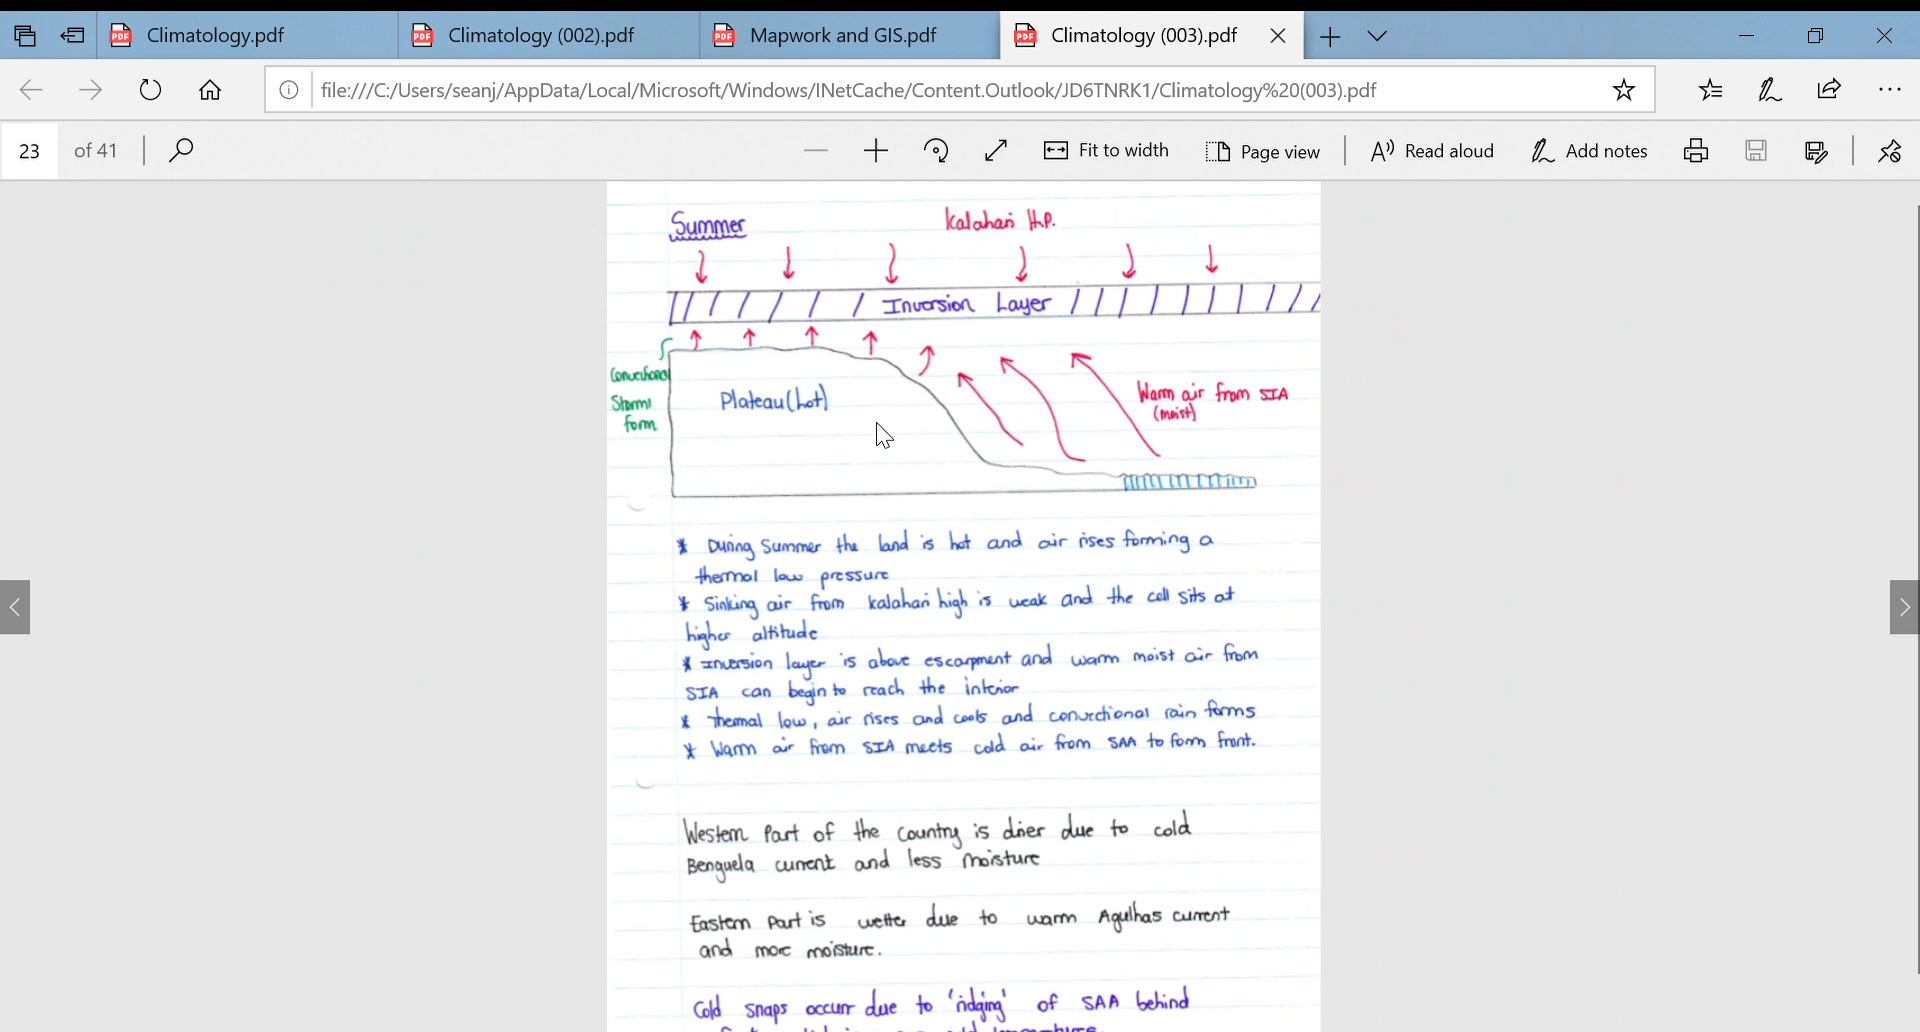 Climatology.pdf
Climatology (002).pdf
Mapwork and GIS.pdf
Climatology (003).pdf
file:///C:/Users/seanj/AppData/Local/Microsoft/Windows/INetCache/Content.Outlook/JD6TNRK1/Climatology%20(003).pdf
23 of 41
Fit to width
Page view
Read aloud
Add notes
Summer
Kalahari H.P.
Inversion Layer
Convectional
Storms
form
Plateau (hot)
Warm air from SIA
(moist)
* During Summer the land is hot and air rises forming a
thermal low pressure
* Sinking air from kalahari high is weak and the cell sits at
higher altitude
* Inversion layer is above escarpment and warm moist air from
SIA can begin to reach the interior
* Thermal low, air rises and cools and convectional rain forms
* Warm air from SIA meets cold air from SAA to form front.
Western Part of the country is drier due to cold
Benguela current and less moisture
Eastern Part is wetter due to warm Agulhas current
and more moisture.
Cold snaps occurr due to 'ridging' of SAA behind